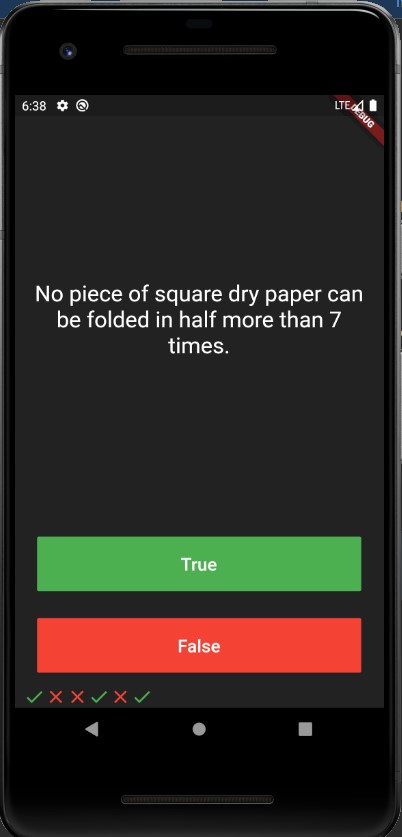 6:38
LTE
DEBUG
No piece of square dry paper can
be folded in half more than 7
times.
True
False